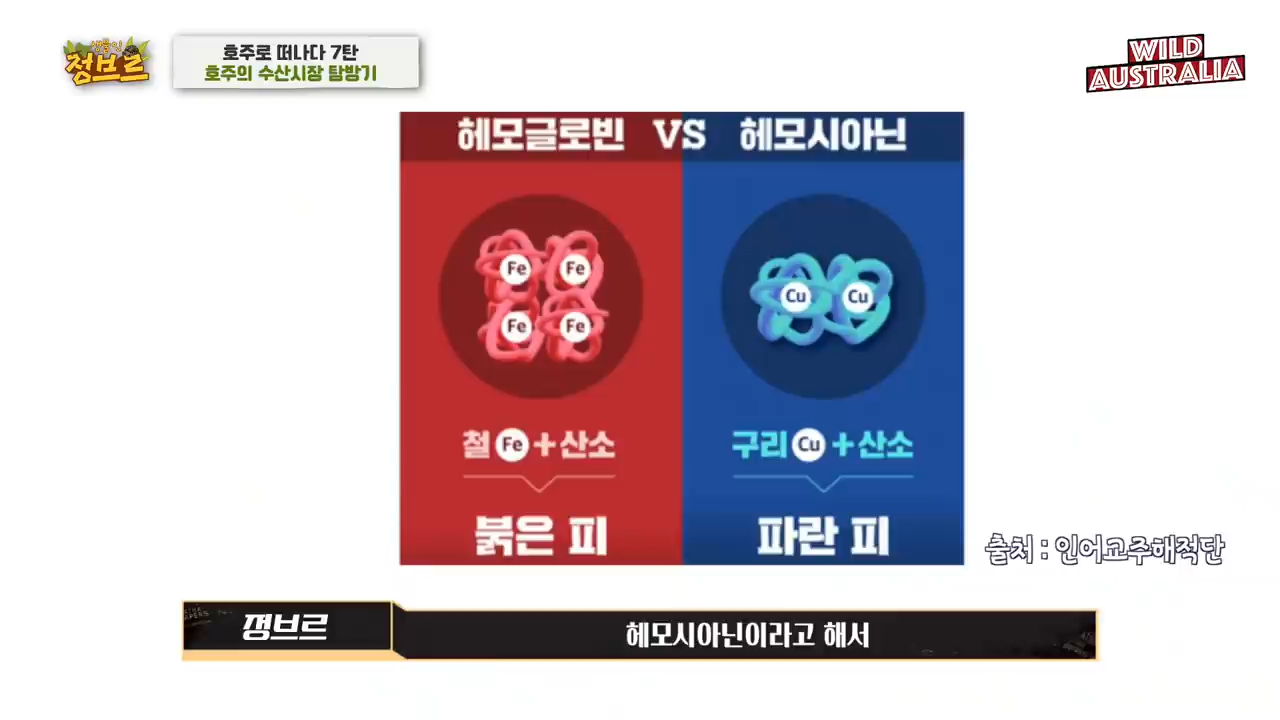 생물인
정브르
호주로 떠나다 7탄
호주의 수산시장 탐방기
WILD
AUSTRALIA
헤모글로빈 VS 헤모시아닌
Fe Fe
Fe Fe
Cu Cu
철 Fe + 산소
구리 Cu + 산소
붉은 피
파란 피
출처 : 인어교주해적단
정브르
헤모시아닌이라고 해서